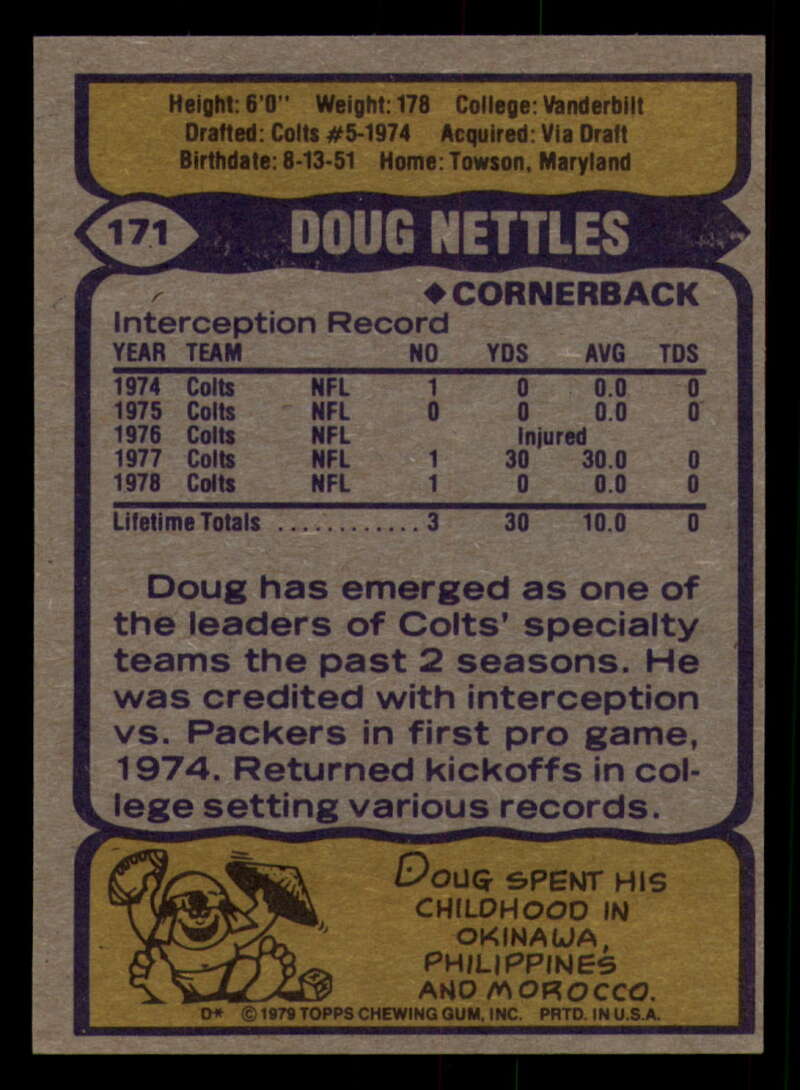 Height: 6'0" Weight: 178 College: Vanderbilt
Drafted: Colts #5-1974 Acquired: Via Draft
Birthdate: 8-13-51 Home: Towson, Maryland
171 DOUG NETTLES
◆ CORNERBACK
Interception Record
YEAR TEAM NO YDS AVG TDS
1974 Colts NFL 1 0 0.0 0
1975 Colts NFL 0 0 0.0 0
1976 Colts NFL Injured
1977 Colts NFL 1 30 30.0 0
1978 Colts NFL 1 0 0.0 0
Lifetime Totals ............ 3 30 10.0 0
Doug has emerged as one of
the leaders of Colts' specialty
teams the past 2 seasons. He
was credited with interception
vs. Packers in first pro game,
1974. Returned kickoffs in col-
lege setting various records.
DOUG SPENT HIS
CHILDHOOD IN
OKINAWA,
PHILIPPINES
AND MOROCCO.
D* © 1979 TOPPS CHEWING GUM, INC. PRTD. IN U.S.A.